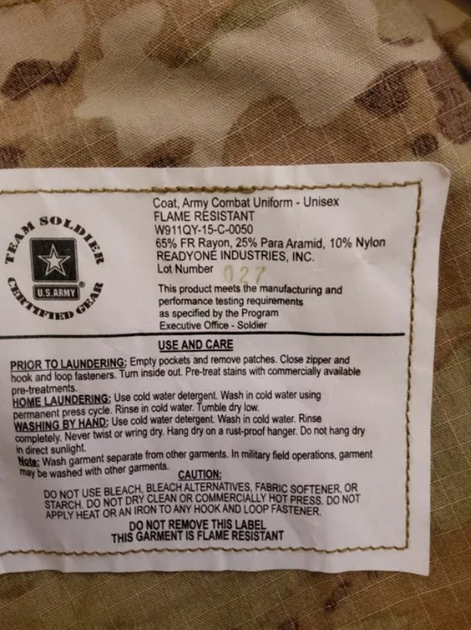 TEAM SOLDIER
U.S. ARMY
CERTIFIED GEAR
Coat, Army Combat Uniform - Unisex
FLAME RESISTANT
W911QY-15-C-0050
65% FR Rayon, 25% Para Aramid, 10% Nylon
READYONE INDUSTRIES, INC.
Lot Number 027
This product meets the manufacturing and
performance testing requirements
as specified by the Program
Executive Office - Soldier
USE AND CARE
PRIOR TO LAUNDERING: Empty pockets and remove patches. Close zipper and
hook and loop fasteners. Turn inside out. Pre-treat stains with commercially available
pre-treatments.
HOME LAUNDERING: Use cold water detergent. Wash in cold water using
permanent press cycle. Rinse in cold water. Tumble dry low.
WASHING BY HAND: Use cold water detergent. Wash in cold water. Rinse
completely. Never twist or wring dry. Hang dry on a rust-proof hanger. Do not hang dry
in direct sunlight.
Note: Wash garment separate from other garments. In military field operations, garment
may be washed with other garments.
CAUTION:
DO NOT USE BLEACH, BLEACH ALTERNATIVES, FABRIC SOFTENER, OR
STARCH. DO NOT DRY CLEAN OR COMMERCIALLY HOT PRESS. DO NOT
APPLY HEAT OR AN IRON TO ANY HOOK AND LOOP FASTENER.
DO NOT REMOVE THIS LABEL
THIS GARMENT IS FLAME RESISTANT